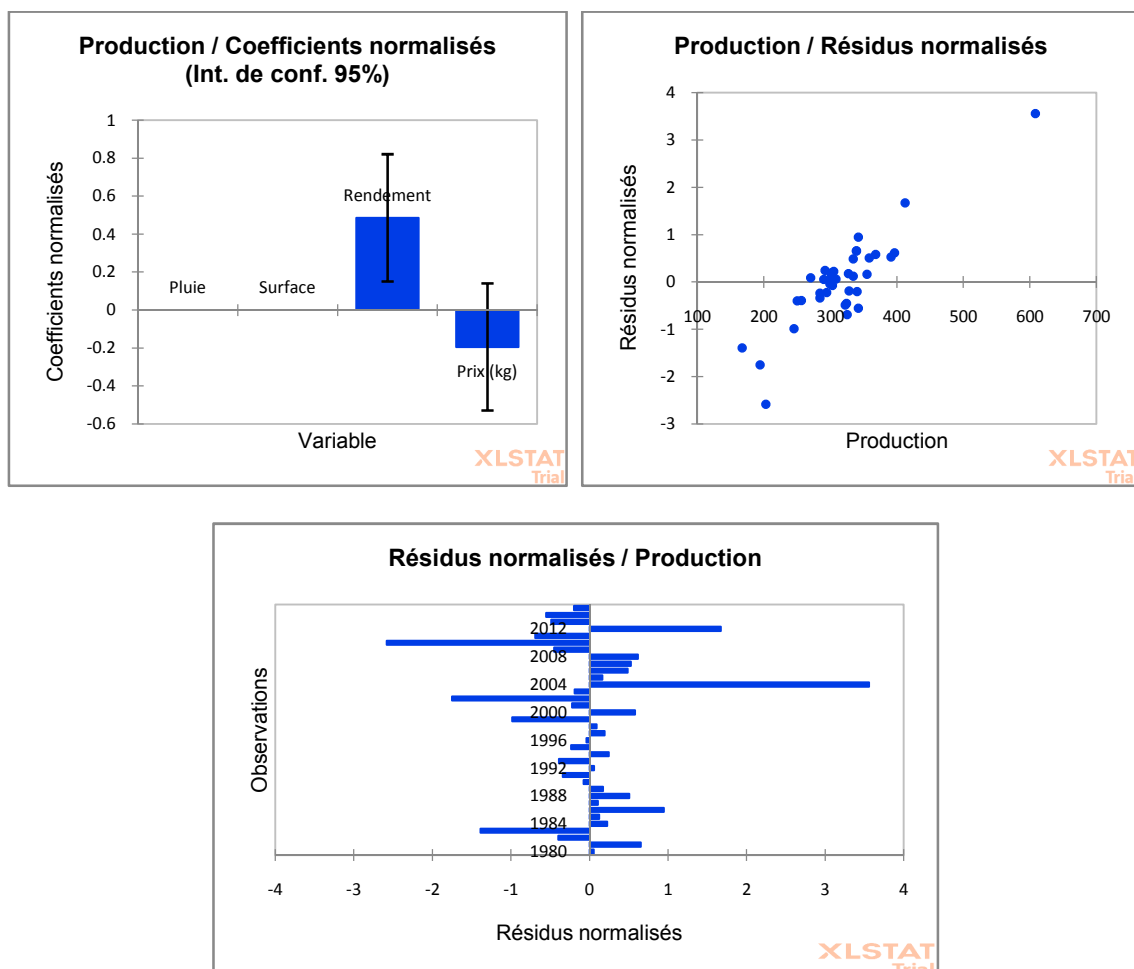 Production / Coefficients normalisés
(Int. de conf. 95%)
Coefficients normalisés
1
0.8
0.6
0.4
0.2
0
-0.2
-0.4
-0.6
Pluie
Surface
Rendement
Prix (kg)
Variable
XLSTAT
Trial
Production / Résidus normalisés
Résidus normalisés
4
3
2
1
0
-1
-2
-3
100 200 300 400 500 600 700
Production
XLSTAT
Trial
Résidus normalisés / Production
Observations
2012
2008
2004
2000
1996
1992
1988
1984
1980
-4 -3 -2 -1 0 1 2 3 4
Résidus normalisés
XLSTAT
Trial